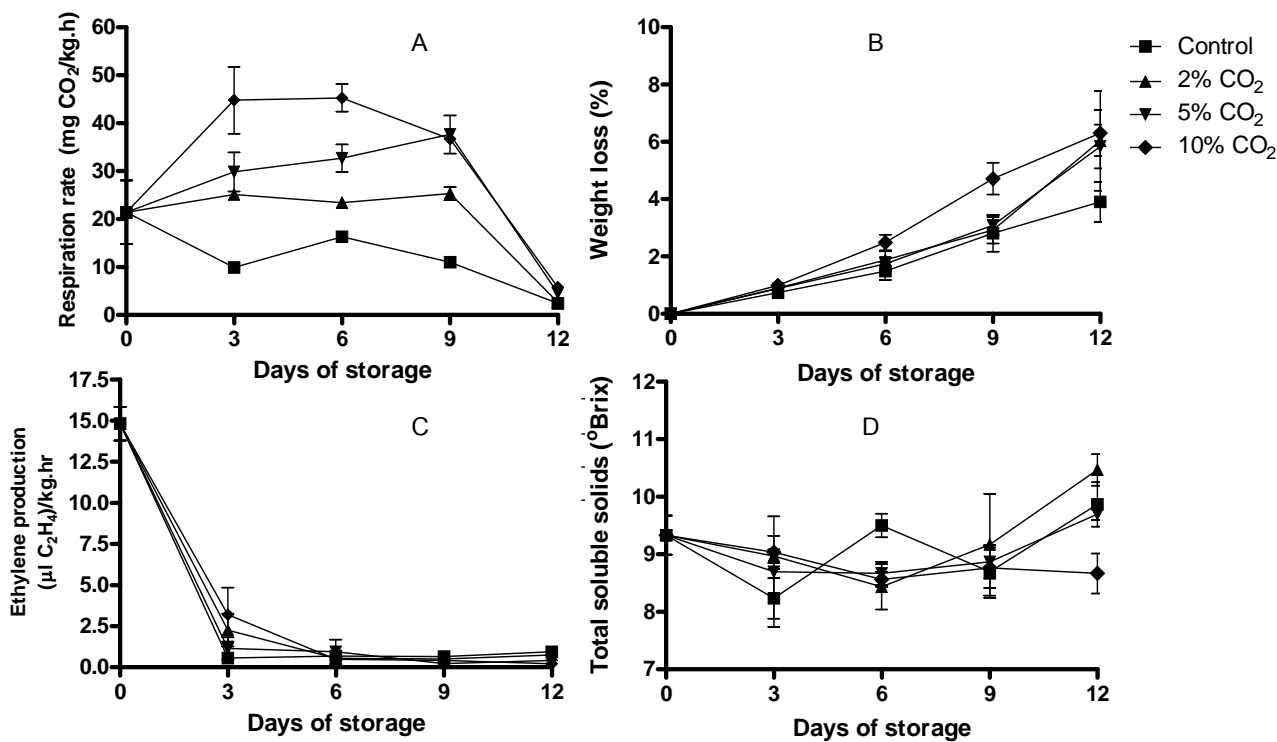 A
60
50
40
30
20
10
0
0 3 6 9 12
Respiration rate (mg CO₂/kg.h)
Days of storage
B
10
8
6
4
2
0
0 3 6 9 12
Weight loss (%)
Days of storage
Control
2% CO₂
5% CO₂
10% CO₂
C
17.5
15.0
12.5
10.0
7.5
5.0
2.5
0.0
0 3 6 9 12
Ethylene production
(µl C₂H₄)/kg.hr
Days of storage
D
12
11
10
9
8
7
0 3 6 9 12
Total soluble solids (⁰Brix)
Days of storage